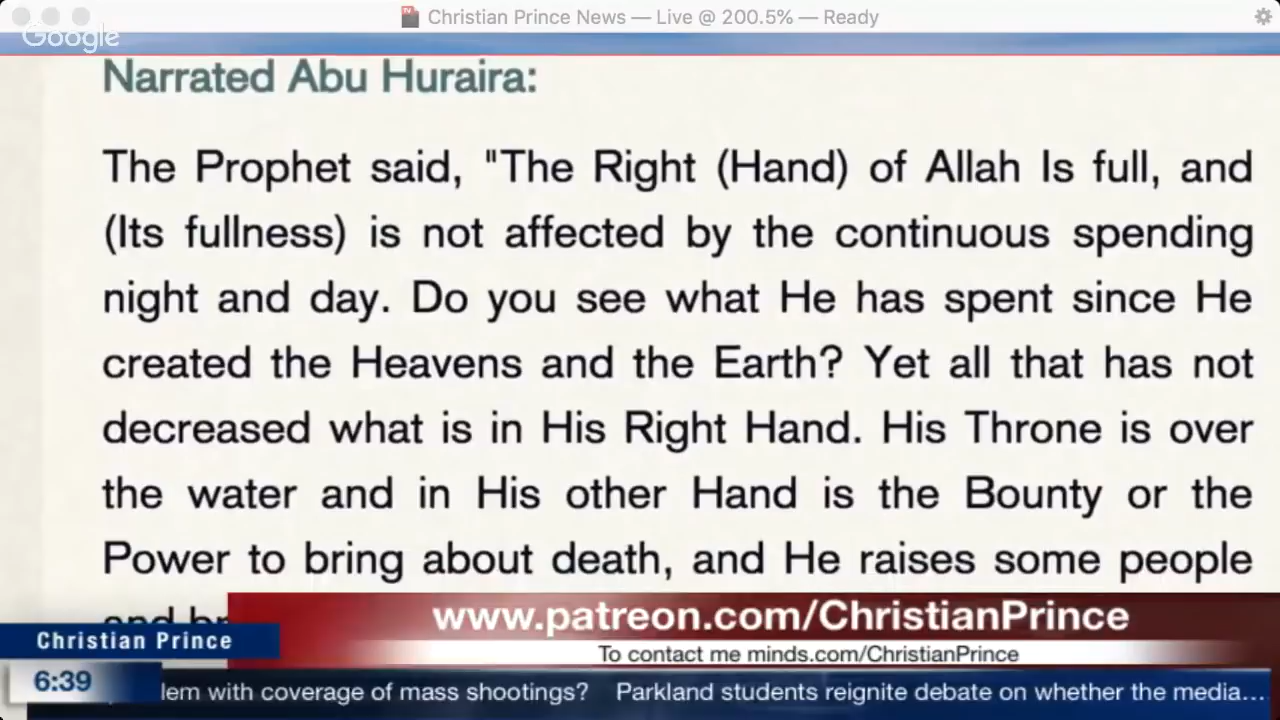 Christian Prince News — Live @ 200.5% — Ready
Google
Narrated Abu Huraira:
The Prophet said, "The Right (Hand) of Allah Is full, and
(Its fullness) is not affected by the continuous spending
night and day. Do you see what He has spent since He
created the Heavens and the Earth? Yet all that has not
decreased what is in His Right Hand. His Throne is over
the water and in His other Hand is the Bounty or the
Power to bring about death, and He raises some people
and br
www.patreon.com/ChristianPrince
Christian Prince
To contact me minds.com/ChristianPrince
6:39
lem with coverage of mass shootings? Parkland students reignite debate on whether the media...